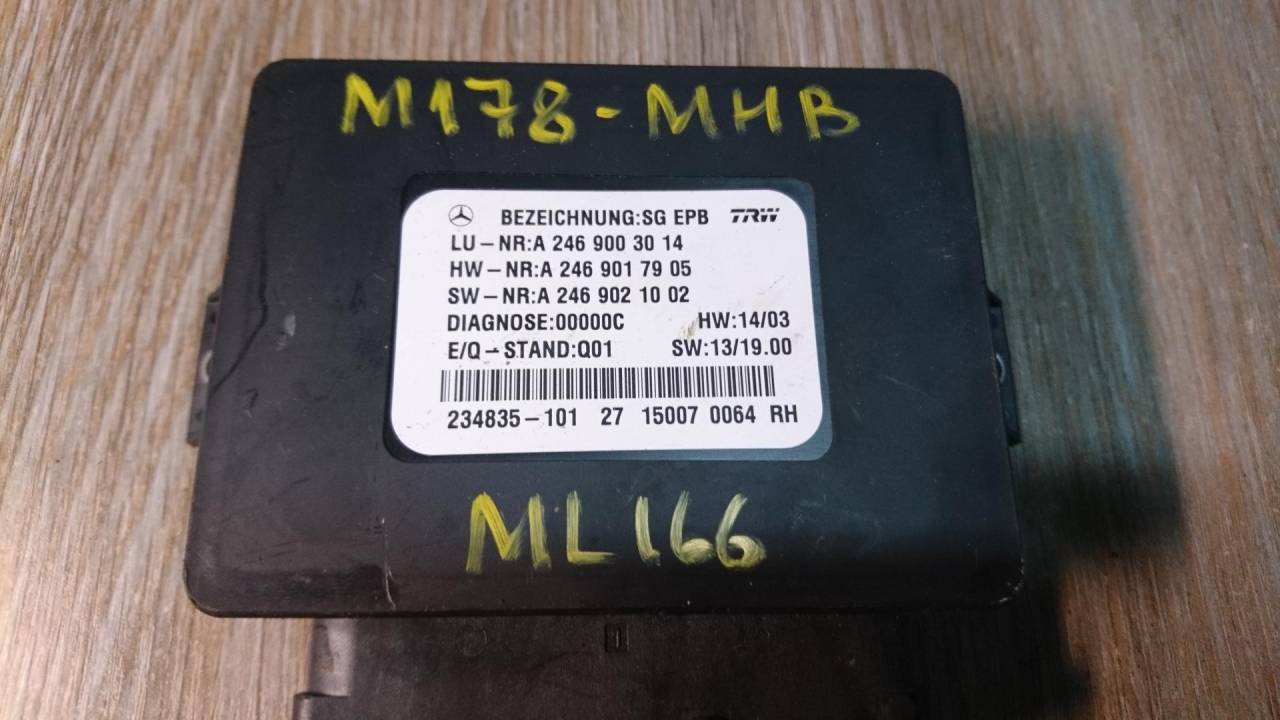 M178-MHB
BEZEICHNUNG:SG EPB TRW
LU-NR:A 246 900 30 14
HW-NR:A 246 901 79 05
SW-NR:A 246 902 10 02
DIAGNOSE:00000C HW:14/03
E/Q-STAND:Q01 SW:13/19.00
234835-101 27 15007 0064 RH
ML166